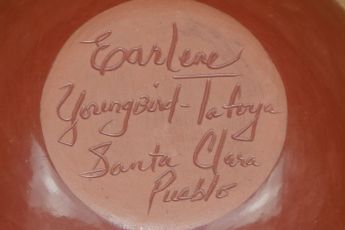 Earlene
Youngbird-Tafoya
Santa Clara
Pueblo